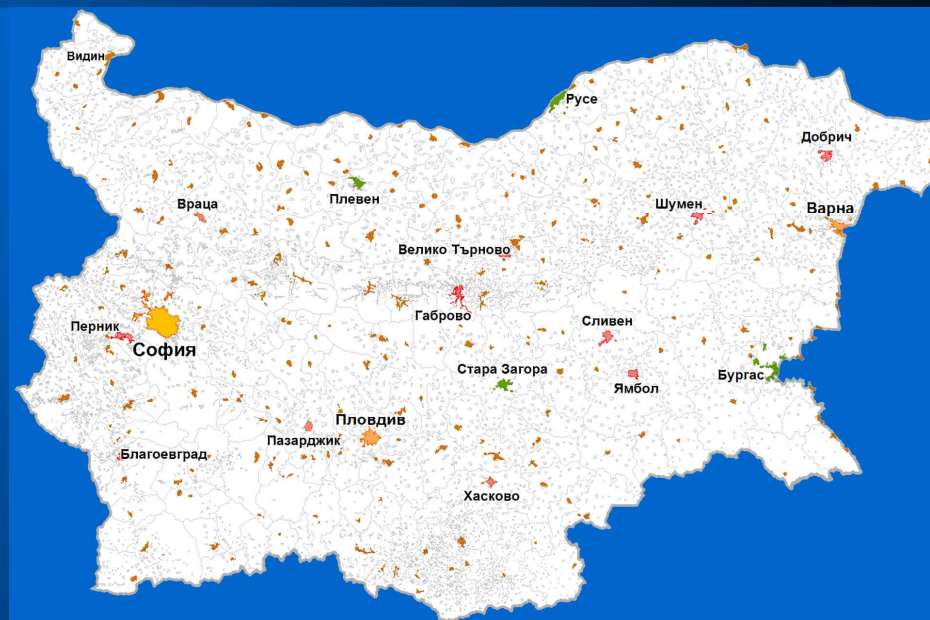 Видин
Русе
Добрич
Плевен
Враца
Шумен
Варна
Велико Търново
Габрово
Перник
София
Сливен
Стара Загора
Бургас
Ямбол
Пловдив
Пазарджик
Благоевград
Хасково